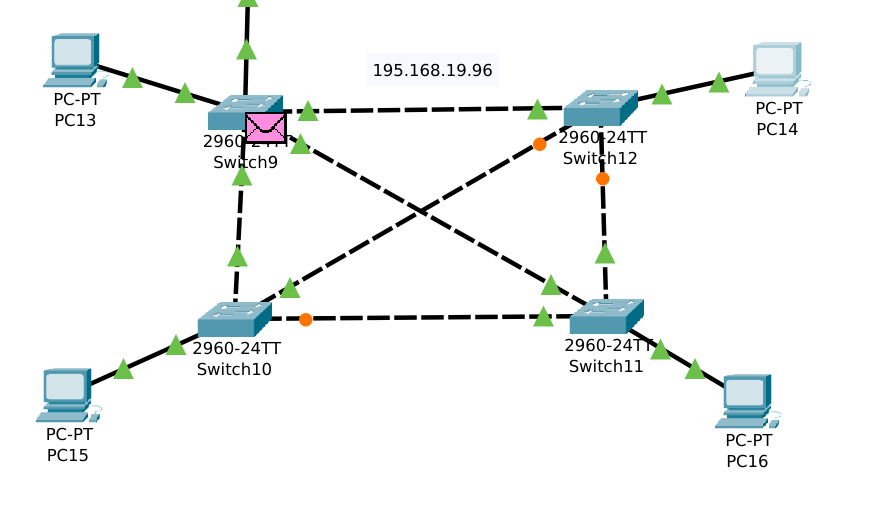 195.168.19.96
PC-PT
PC13
PC-PT
PC14
2960-24TT
Switch9
2960-24TT
Switch12
2960-24TT
Switch10
2960-24TT
Switch11
PC-PT
PC15
PC-PT
PC16